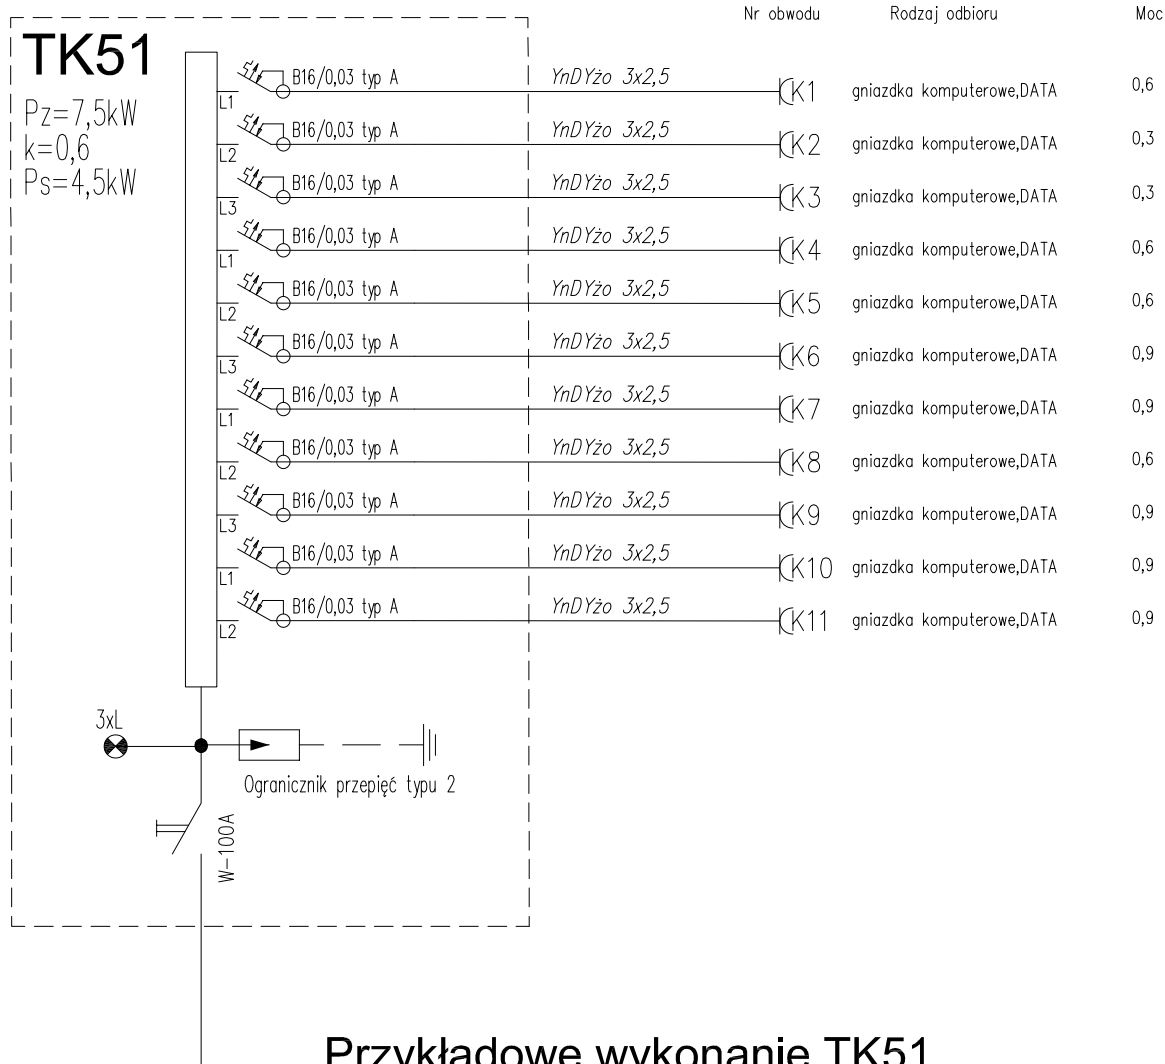 Nr obwodu Rodzaj odbioru Moc
TK51
Pz=7,5kW
k=0,6
Ps=4,5kW
B16/0,03 typ A YnDYżo 3x2,5 K1 gniazdka komputerowe,DATA 0,6
L1
B16/0,03 typ A YnDYżo 3x2,5 K2 gniazdka komputerowe,DATA 0,3
L2
B16/0,03 typ A YnDYżo 3x2,5 K3 gniazdka komputerowe,DATA 0,3
L3
B16/0,03 typ A YnDYżo 3x2,5 K4 gniazdka komputerowe,DATA 0,6
L1
B16/0,03 typ A YnDYżo 3x2,5 K5 gniazdka komputerowe,DATA 0,6
L2
B16/0,03 typ A YnDYżo 3x2,5 K6 gniazdka komputerowe,DATA 0,9
L3
B16/0,03 typ A YnDYżo 3x2,5 K7 gniazdka komputerowe,DATA 0,9
L1
B16/0,03 typ A YnDYżo 3x2,5 K8 gniazdka komputerowe,DATA 0,6
L2
B16/0,03 typ A YnDYżo 3x2,5 K9 gniazdka komputerowe,DATA 0,9
L3
B16/0,03 typ A YnDYżo 3x2,5 K10 gniazdka komputerowe,DATA 0,9
L1
B16/0,03 typ A YnDYżo 3x2,5 K11 gniazdka komputerowe,DATA 0,9
L2
3xL
Ogranicznik przepięć typu 2
W-100A
Przykładowe wykonanie TK51